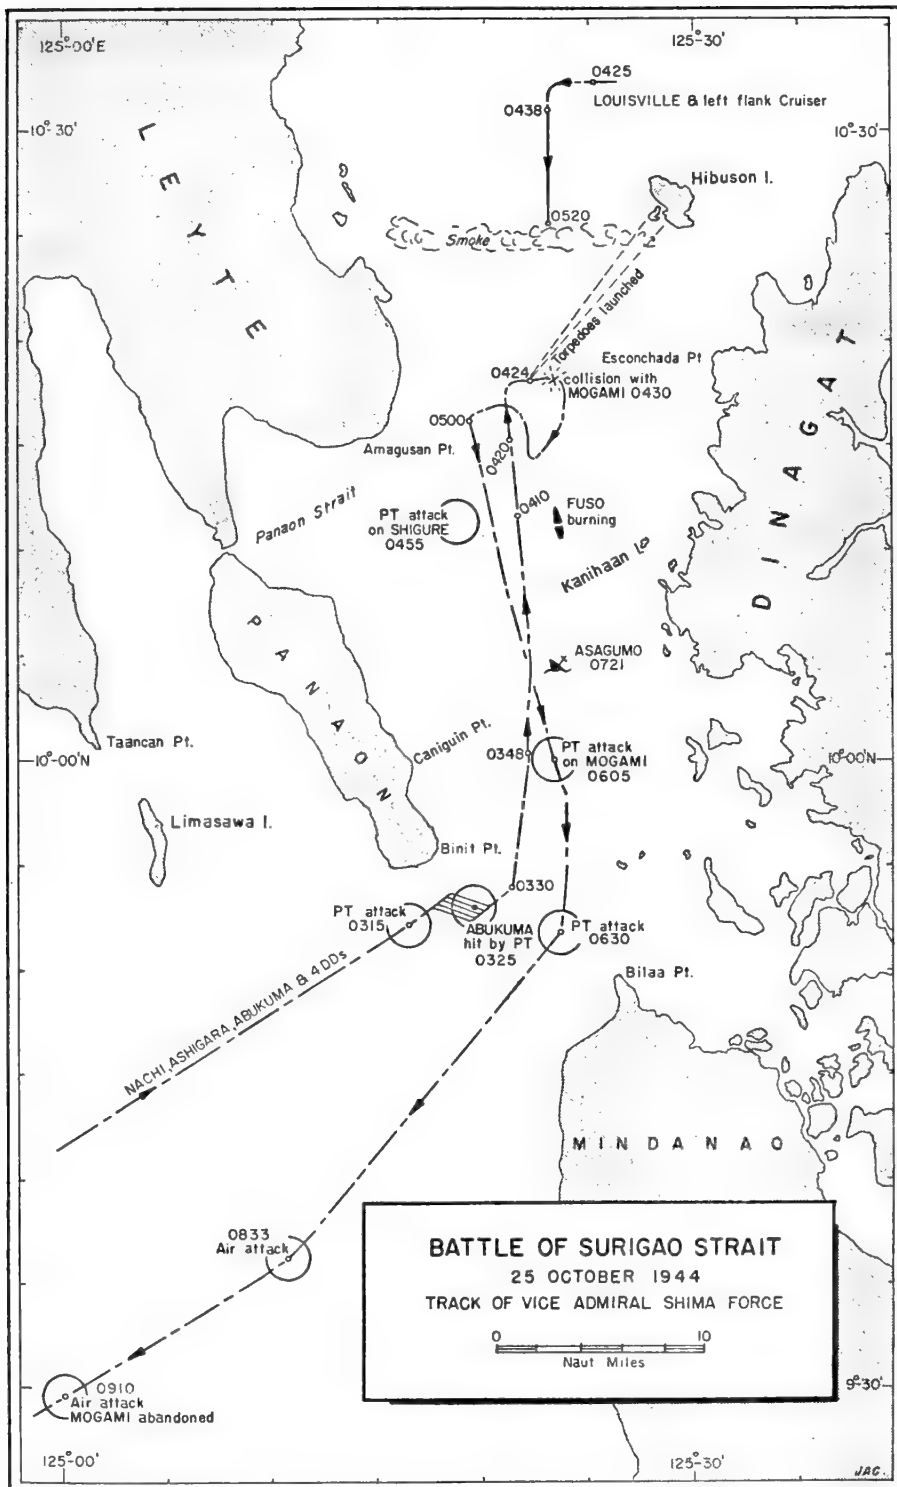 125°00'E
125°30'
0425
LOUISVILLE & left flank Cruiser
0438
10°30'
10°30'
LEYTE
Hibuson I.
0520
Smoke
Torpedoes launched
Esconchada Pt
0424
collision with
MOGAMI 0430
0500
0420
Amagusan Pt.
DINAGAT
Panaon Strait
0410
PT attack
on SHIGURE
0455
FUSO
burning
Kanihaan I.
PANAON
ASAGUMO
0721
Taancan Pt.
Caniguin Pt.
10°00'N
0348
PT attack
on MOGAMI
0605
10°00'N
Limasawa I.
Binit Pt.
0330
PT attack
0315
ABUKUMA
hit by PT
0325
PT attack
0630
Bilaa Pt.
NACHI, ASHIGARA, ABUKUMA & 4 DDs
MINDANAO
0833
Air attack
BATTLE OF SURIGAO STRAIT
25 OCTOBER 1944
TRACK OF VICE ADMIRAL SHIMA FORCE
0 10
Naut Miles
0910
Air attack
MOGAMI abandoned
9°30'
125°00'
125°30'
JAG.